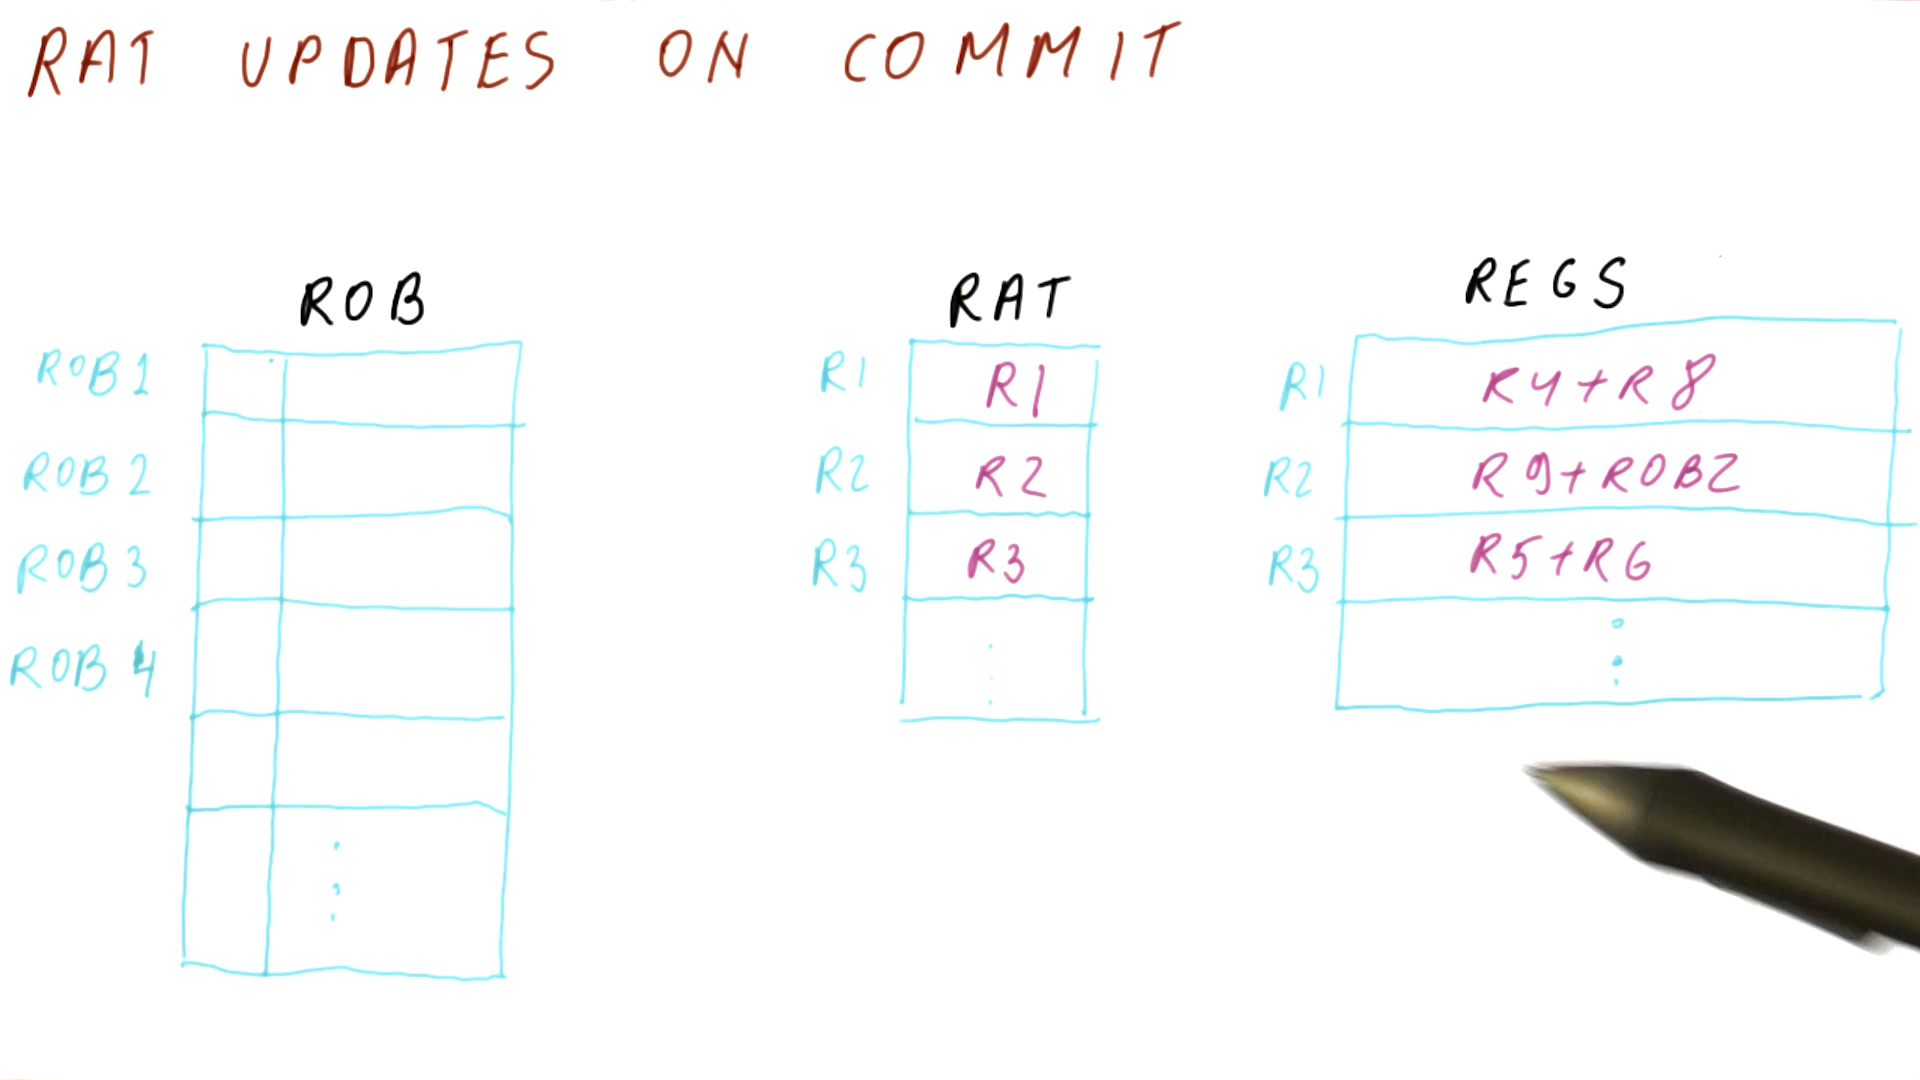 RAT UPDATES ON COMMIT
ROB RAT REGS
ROB1 R1 R1 R1 R4+R8
ROB2 R2 R2 R2 R9+ROB2
ROB3 R3 R3 R3 R5+R6
ROB4